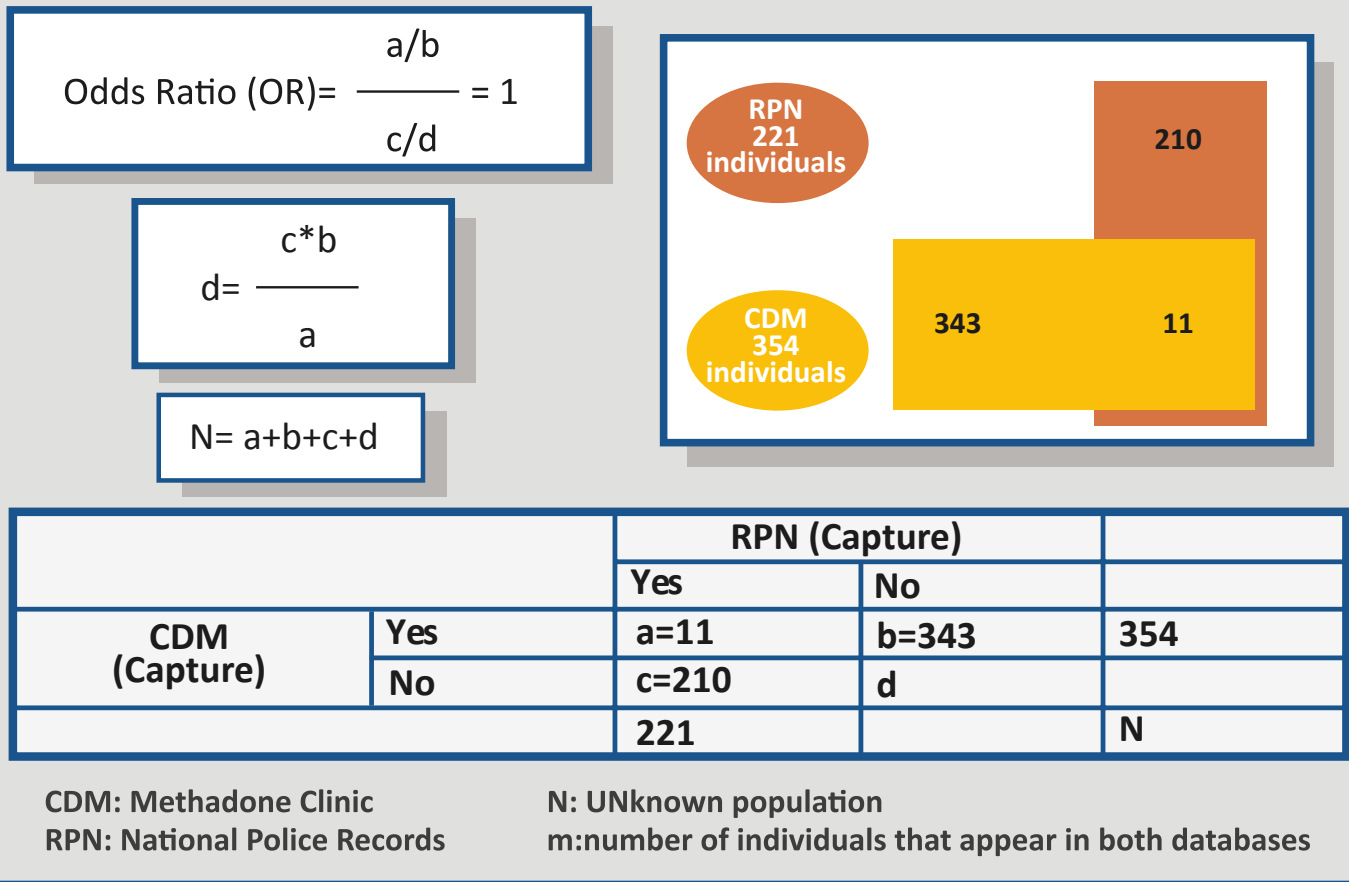 a/b
Odds Ratio (OR)= = 1
c/d
c*b
d=
a
N= a+b+c+d
RPN
221
individuals
210
CDM
354
individuals
343 11
RPN (Capture)
Yes No
CDM
(Capture)
Yes a=11 b=343 354
No c=210 d
221 N
CDM: Methadone Clinic
RPN: National Police Records
N: UNknown population
m:number of individuals that appear in both databases